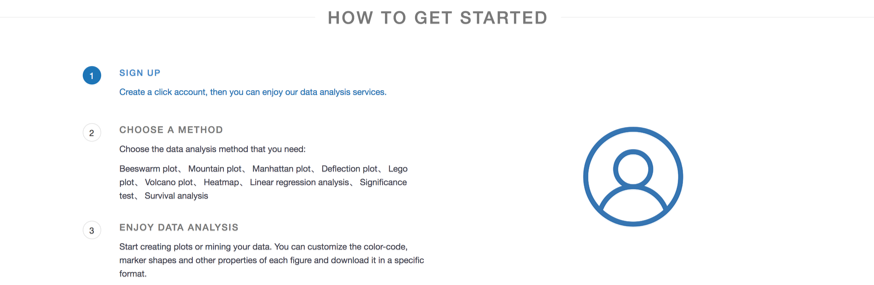 HOW TO GET STARTED
1
SIGN UP
Create a click account, then you can enjoy our data analysis services.
2
CHOOSE A METHOD
Choose the data analysis method that you need:
Beeswarm plot、 Mountain plot、 Manhattan plot、 Deflection plot、 Lego
plot、 Volcano plot、 Heatmap、 Linear regression analysis、 Significance
test、 Survival analysis
3
ENJOY DATA ANALYSIS
Start creating plots or mining your data. You can customize the color-code,
marker shapes and other properties of each figure and download it in a specific
format.